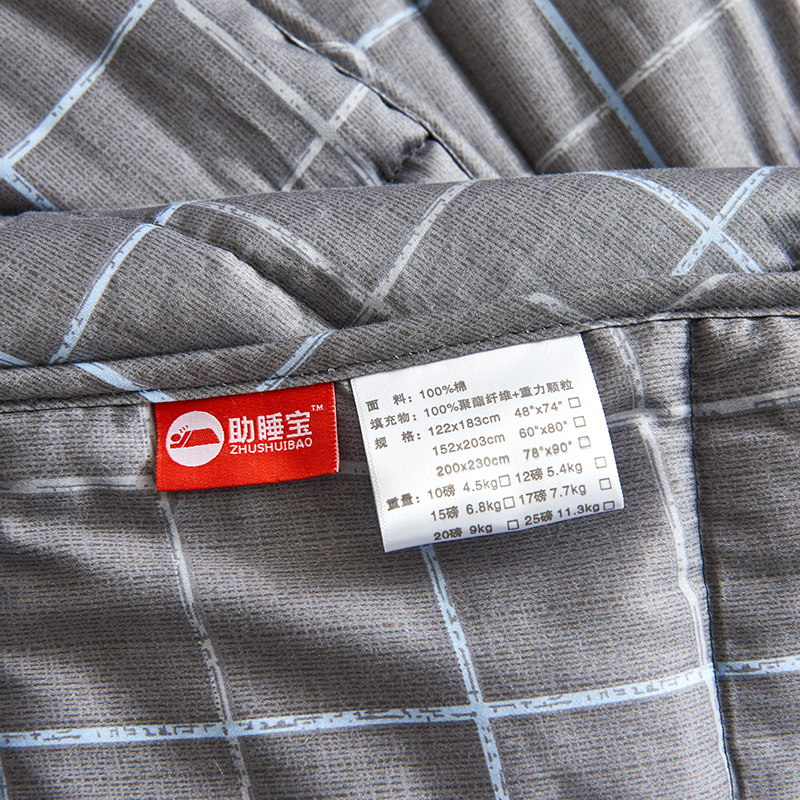 助睡宝™
ZHUSHUIBAO
面 料：100%棉
填充物：100%聚酯纤维+重力颗粒
规 格：122x183cm 48"x74" □
152x203cm 60"x80" □
200x230cm 78"x90" □
重量：10磅 4.5kg□ 12磅 5.4kg □
15磅 6.8kg□ 17磅 7.7kg □
20磅 9kg □ 25磅 11.3kg □